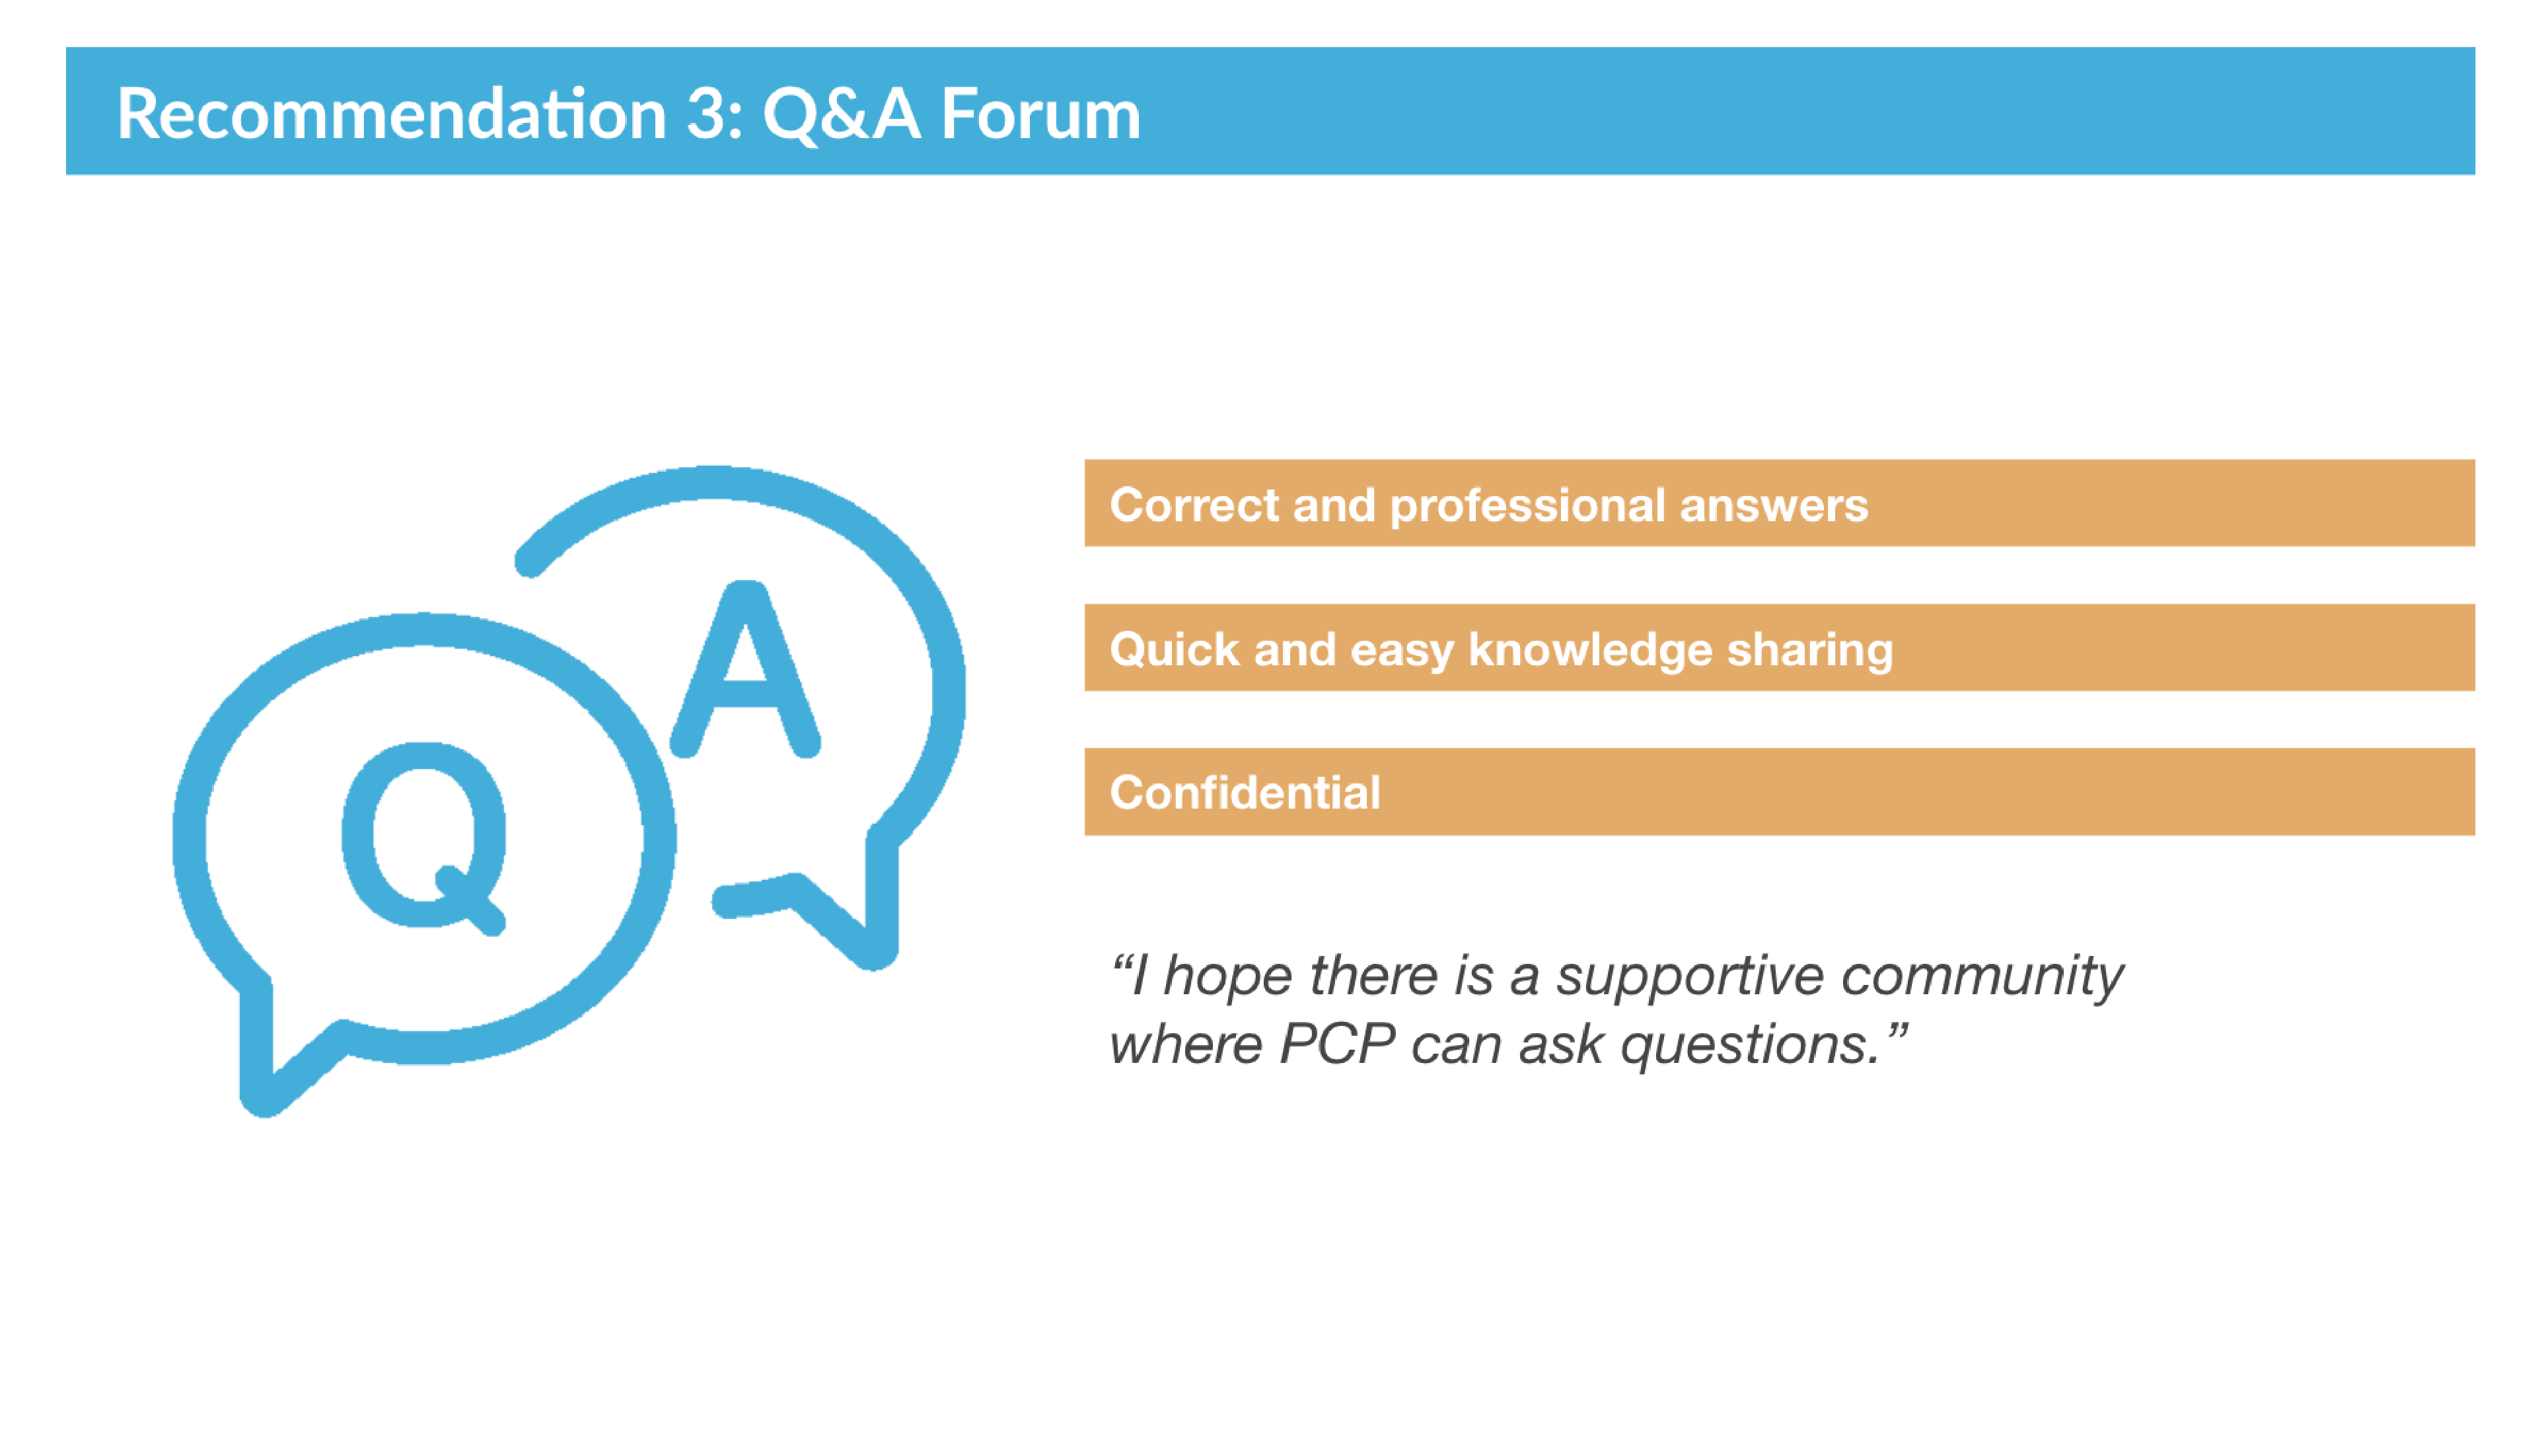 Recommendation 3: Q&A Forum
Q
A
Correct and professional answers
Quick and easy knowledge sharing
Confidential
“I hope there is a supportive community
where PCP can ask questions.”